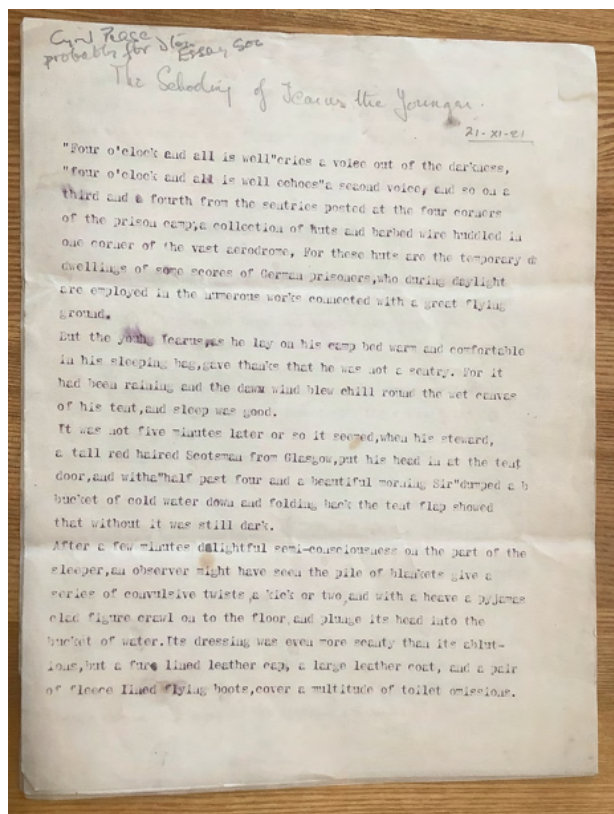 Cyril Pease
probably for Essay Soc
The Schooling of Icarus the Younger.
21-XI-21
"Four o'clock and all is well"cries a voice out of the darkness,
"four o'clock and all is well echoes"a second voice, and so on a
third and a fourth from the sentries posted at the four corners
of the prison camp,a collection of huts and barbed wire huddled in
one corner of the vast aerodrome, For these huts are the temporary d
dwellings of some scores of German prisoners,who during daylight
are employed in the numerous works connected with a great flying
ground.
But the young Icarus,as he lay on his camp bed warm and comfortable
in his sleeping bag,gave thanks that he was not a sentry. For it
had been raining and the dawn wind blew chill round the wet canvas
of his tent,and sleep was good.
It was not five minutes later or so it seemed,when his steward,
a tall red haired Scotsman from Glasgow,put his head in at the tent
door,and witha"half past four and a beautiful morning Sir"dumped a b
bucket of cold water down and folding back the tent flap showed
that without it was still dark.
After a few minutes delightful semi-consciousness on the part of the
sleeper,an observer might have seen the pile of blankets give a
series of convulsive twists,a kick or two,and with a heave a pyjamas
clad figure crawl on to the floor,and plunge its head into the
bucket of water.Its dressing was even more scanty than its ablut-
ions,but a fur lined leather cap, a large leather coat, and a pair
of fleece lined flying boots,cover a multitude of toilet omissions.